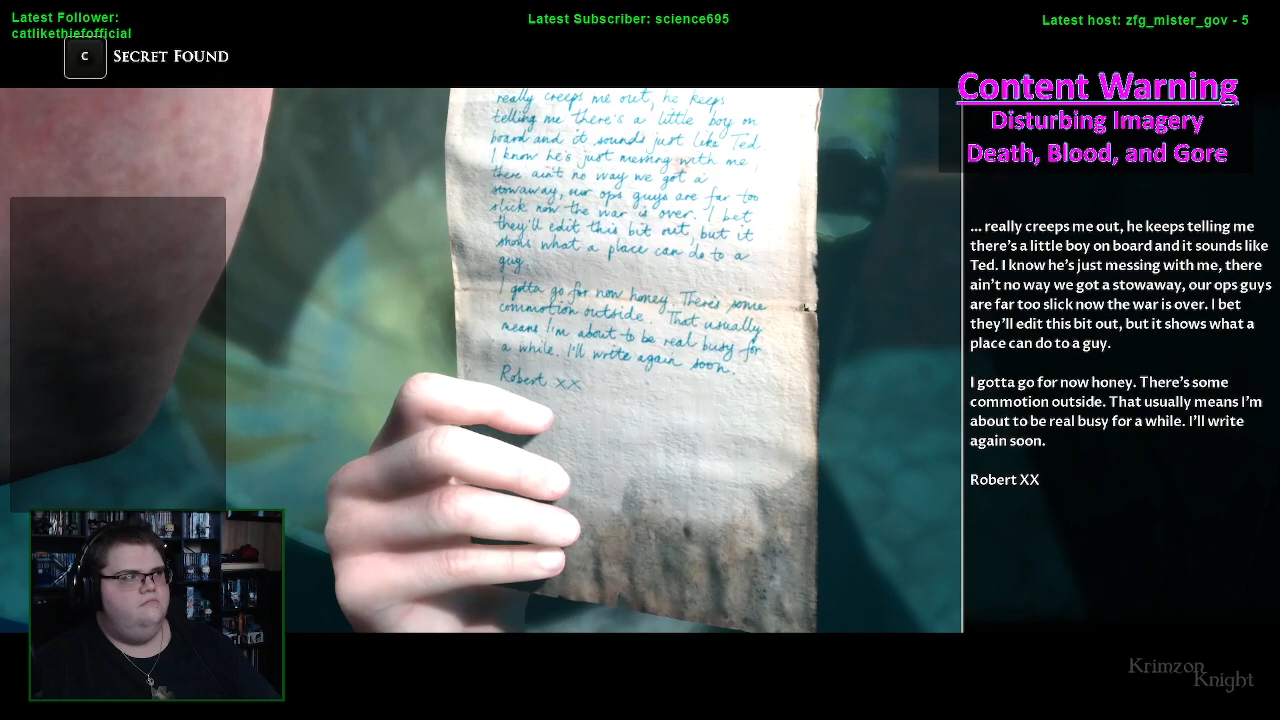 Latest Follower:
catlikethiefofficial
Latest Subscriber: science695
Latest host: zfg_mister_gov - 5
C SECRET FOUND
Content Warning
Disturbing Imagery
Death, Blood, and Gore
really creeps me out, he keeps
telling me there's a little boy on
board and it sounds just like Ted
I know he's just messing with me,
there ain't no way we got a
stowaway, our ops guys are far too
slick now the war is over. I bet
they'll edit this bit out, but it
shows what a place can do to a
guy.
I gotta go for now honey. There's some
commotion outside. That usually
means I'm about to be real busy for
a while. I'll write again soon.
Robert XX
... really creeps me out, he keeps telling me
there's a little boy on board and it sounds like
Ted. I know he's just messing with me, there
ain't no way we got a stowaway, our ops guys
are far too slick now the war is over. I bet
they'll edit this bit out, but it shows what a
place can do to a guy.
I gotta go for now honey. There's some
commotion outside. That usually means I'm
about to be real busy for a while. I'll write
again soon.
Robert XX
Krimzon
Knight